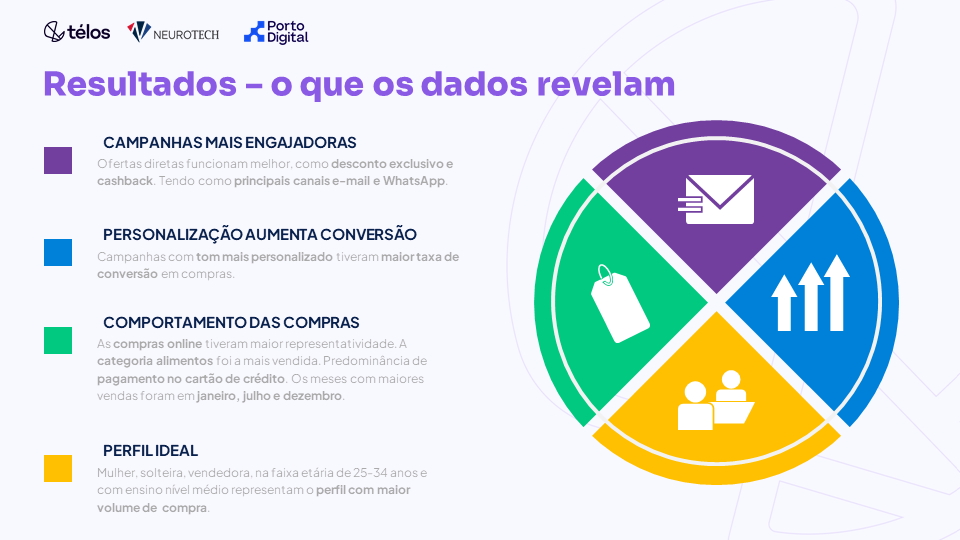 télos
NEUROTECH
Porto
Digital
Resultados – o que os dados revelam
CAMPANHAS MAIS ENGAJADORAS
Ofertas diretas funcionam melhor, como desconto exclusivo e
cashback. Tendo como principais canais e-mail e WhatsApp.
PERSONALIZAÇÃO AUMENTA CONVERSÃO
Campanhas com tom mais personalizado tiveram maior taxa de
conversão em compras.
COMPORTAMENTO DAS COMPRAS
As compras online tiveram maior representatividade. A
categoria alimentos foi a mais vendida. Predominância de
pagamento no cartão de crédito. Os meses com maiores
vendas foram em janeiro, julho e dezembro.
PERFIL IDEAL
Mulher, solteira, vendedora, na faixa etária de 25-34 anos e
com ensino nível médio representam o perfil com maior
volume de compra.